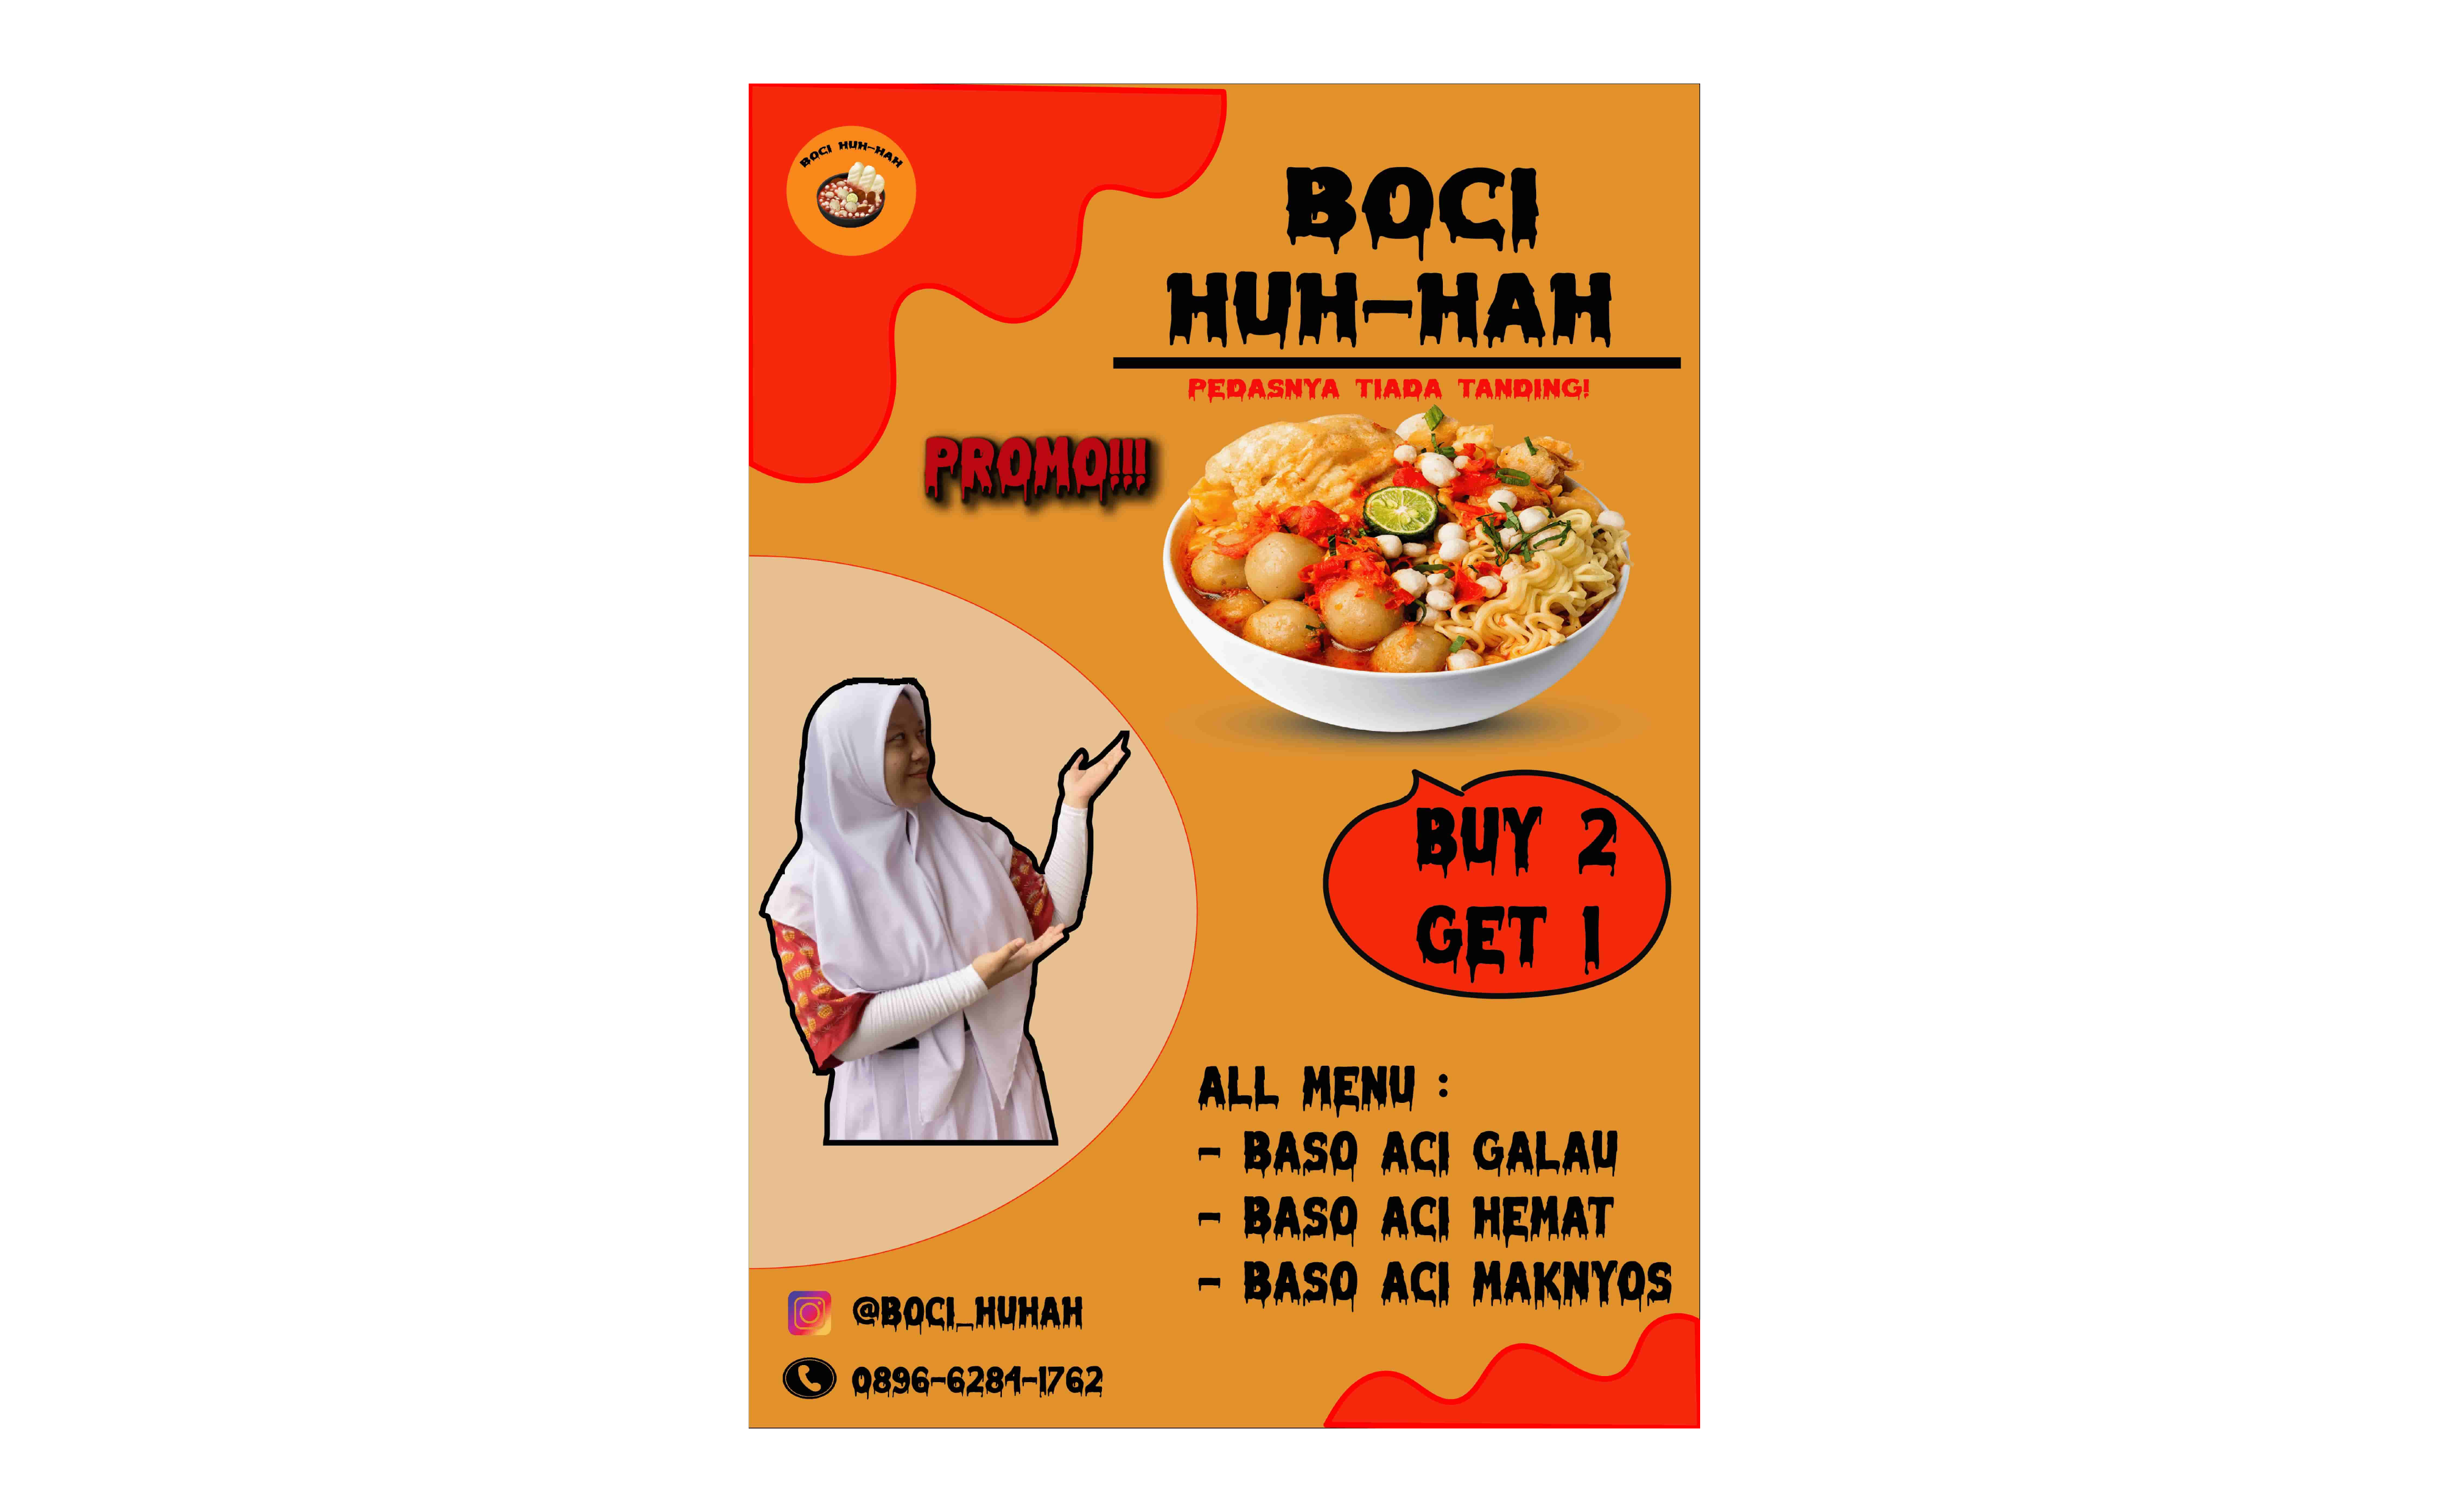 BOCI HUH-HAH
BOCI
HUH-HAH
PEDASNYA TIADA TANDING!
PROMO!!!
BUY 2
GET 1
ALL MENU :
- BASO ACI GALAU
- BASO ACI HEMAT
- BASO ACI MAKNYOS
@BOCI_HUHAH
0896-6284-1762